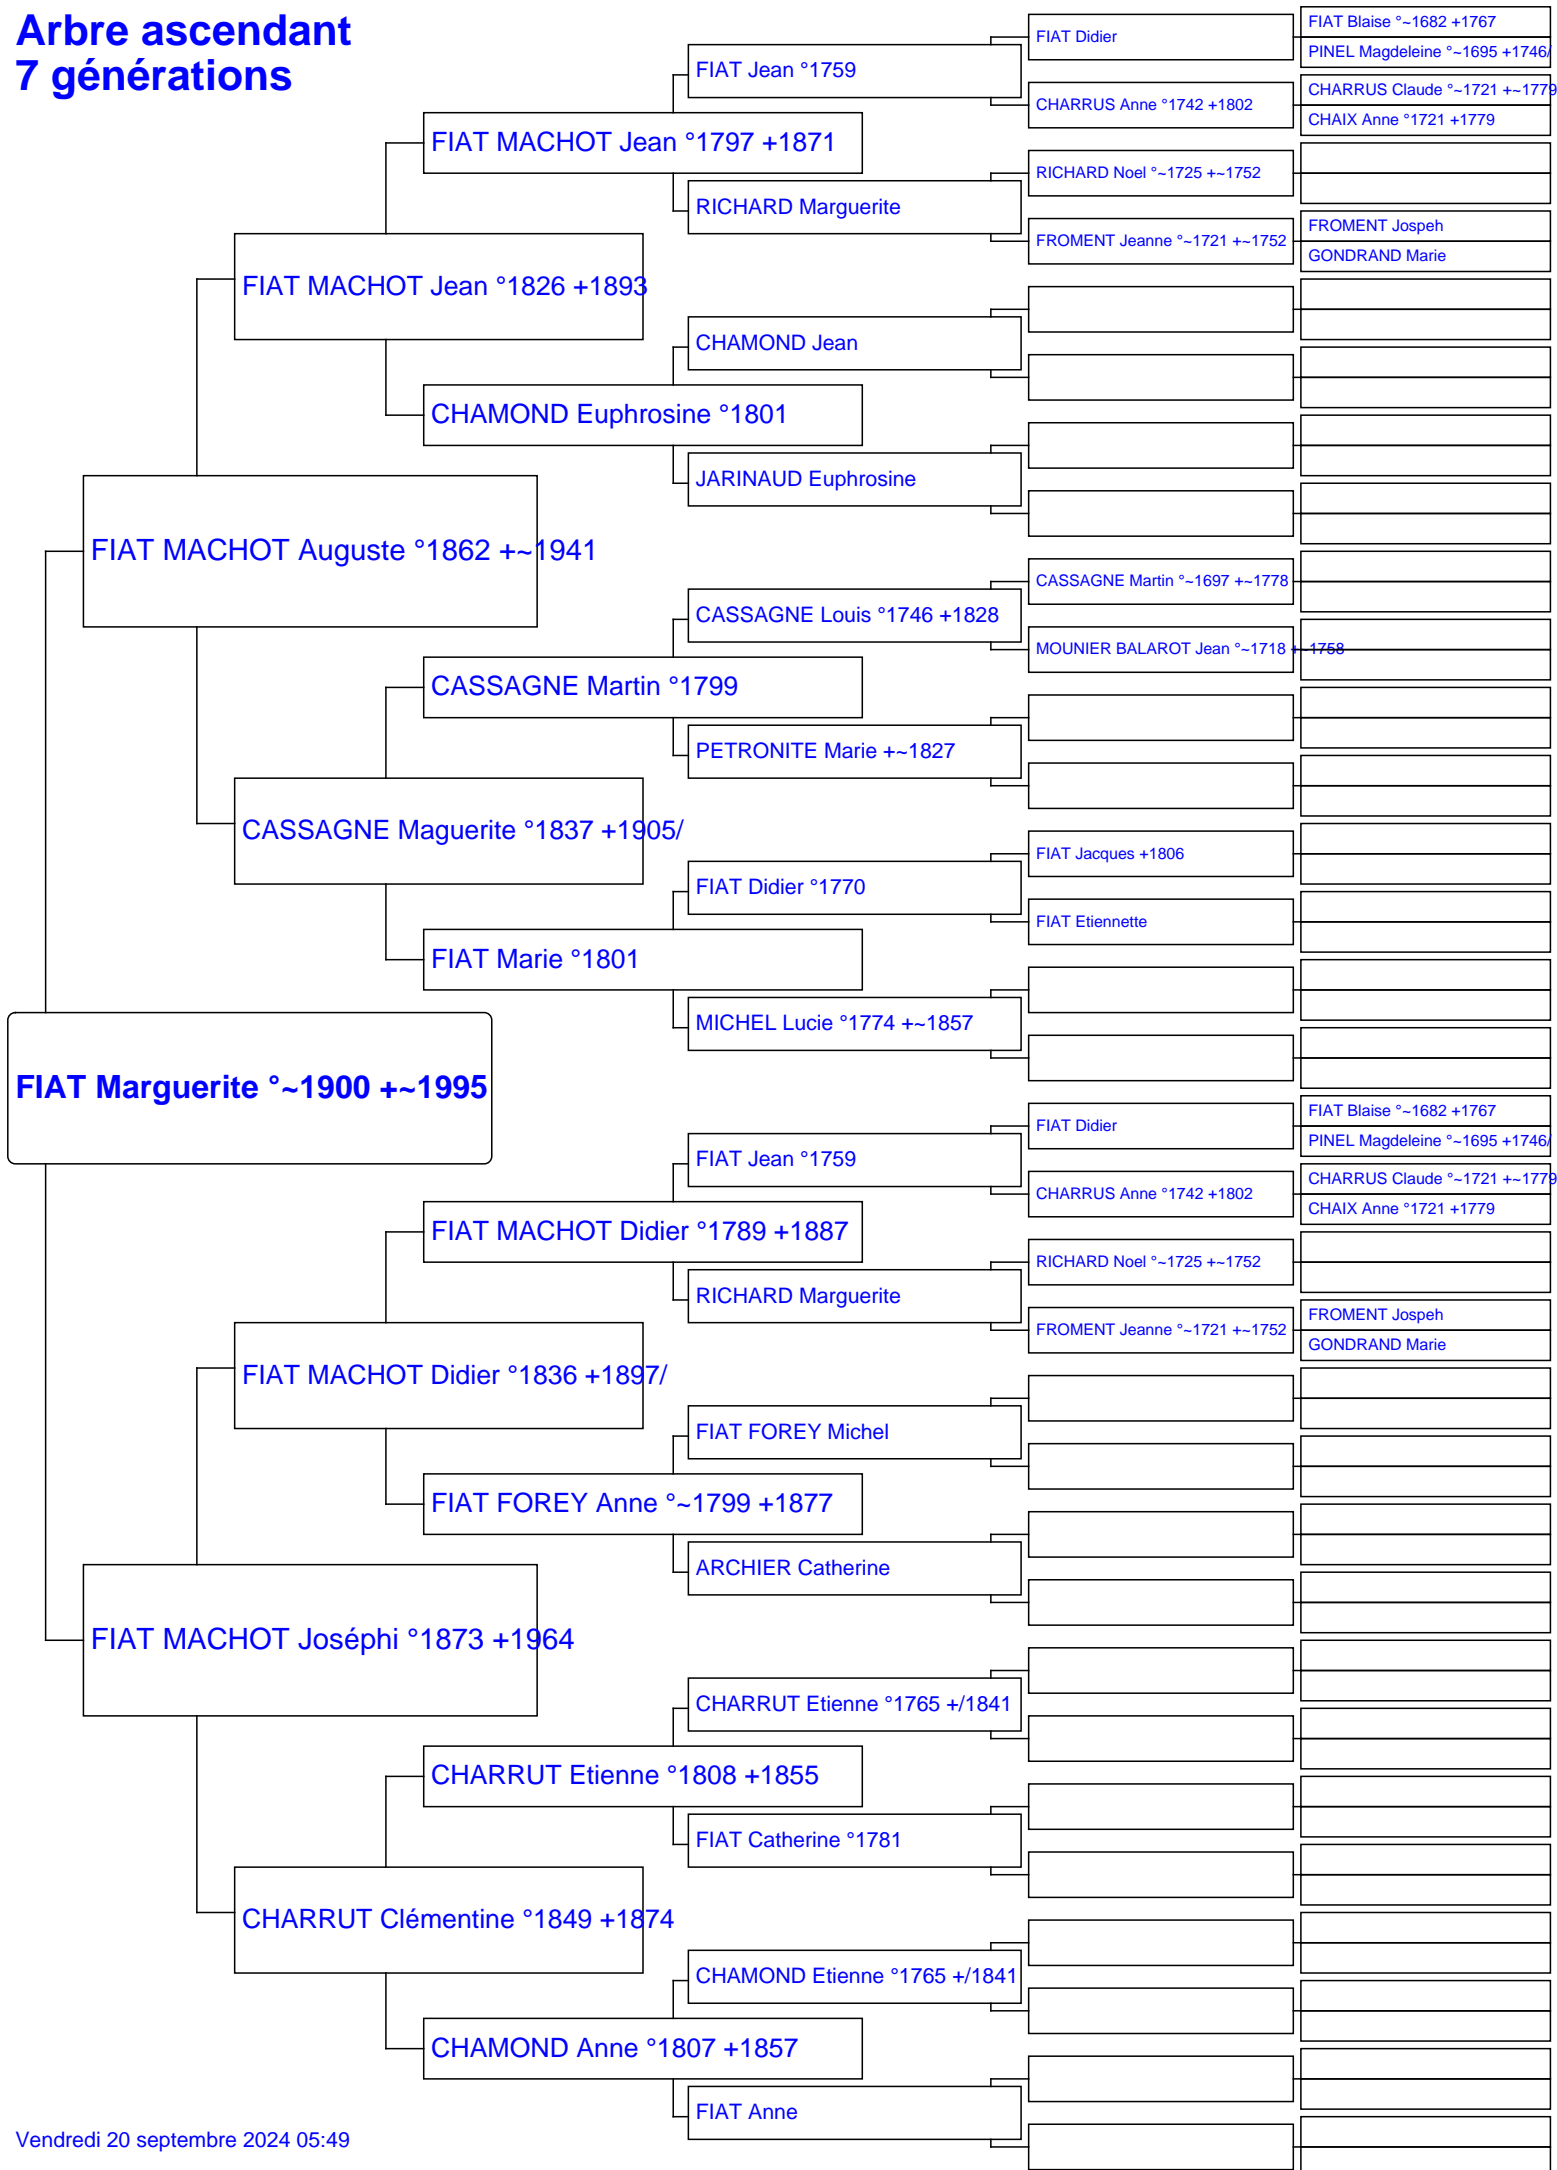 Arbre ascendant
7 générations
FIAT Blaise °~1682 +1767
FIAT Didier
PINEL Magdeleine °~1695 +1746/
FIAT Jean °1759
CHARRUS Claude °~1721 +~1779
CHARRUS Anne °1742 +1802
CHAIX Anne °1721 +1779
FIAT MACHOT Jean °1797 +1871
RICHARD Noel °~1725 +~1752
RICHARD Marguerite
FROMENT Jospeh
FROMENT Jeanne °~1721 +~1752
GONDRAND Marie
FIAT MACHOT Jean °1826 +1893
CHAMOND Jean
CHAMOND Euphrosine °1801
JARINAUD Euphrosine
FIAT MACHOT Auguste °1862 +~1941
CASSAGNE Martin °~1697 +~1778
CASSAGNE Louis °1746 +1828
MOUNIER BALAROT Jean °~1718 +~1758
CASSAGNE Martin °1799
PETRONITE Marie +~1827
CASSAGNE Maguerite °1837 +1905/
FIAT Jacques +1806
FIAT Didier °1770
FIAT Etiennette
FIAT Marie °1801
MICHEL Lucie °1774 +~1857
FIAT Marguerite °~1900 +~1995
FIAT Blaise °~1682 +1767
FIAT Didier
PINEL Magdeleine °~1695 +1746/
FIAT Jean °1759
CHARRUS Claude °~1721 +~1779
CHARRUS Anne °1742 +1802
CHAIX Anne °1721 +1779
FIAT MACHOT Didier °1789 +1887
RICHARD Noel °~1725 +~1752
RICHARD Marguerite
FROMENT Jospeh
FROMENT Jeanne °~1721 +~1752
GONDRAND Marie
FIAT MACHOT Didier °1836 +1897/
FIAT FOREY Michel
FIAT FOREY Anne °~1799 +1877
ARCHIER Catherine
FIAT MACHOT Joséphi °1873 +1964
CHARRUT Etienne °1765 +/1841
CHARRUT Etienne °1808 +1855
FIAT Catherine °1781
CHARRUT Clémentine °1849 +1874
CHAMOND Etienne °1765 +/1841
CHAMOND Anne °1807 +1857
FIAT Anne
Vendredi 20 septembre 2024 05:49